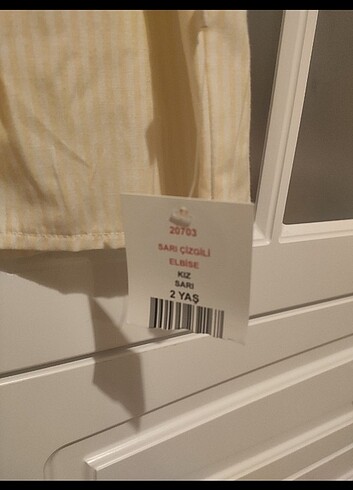 20703
SARI ÇİZGİLİ
ELBİSE
KIZ
SARI
2 YAŞ